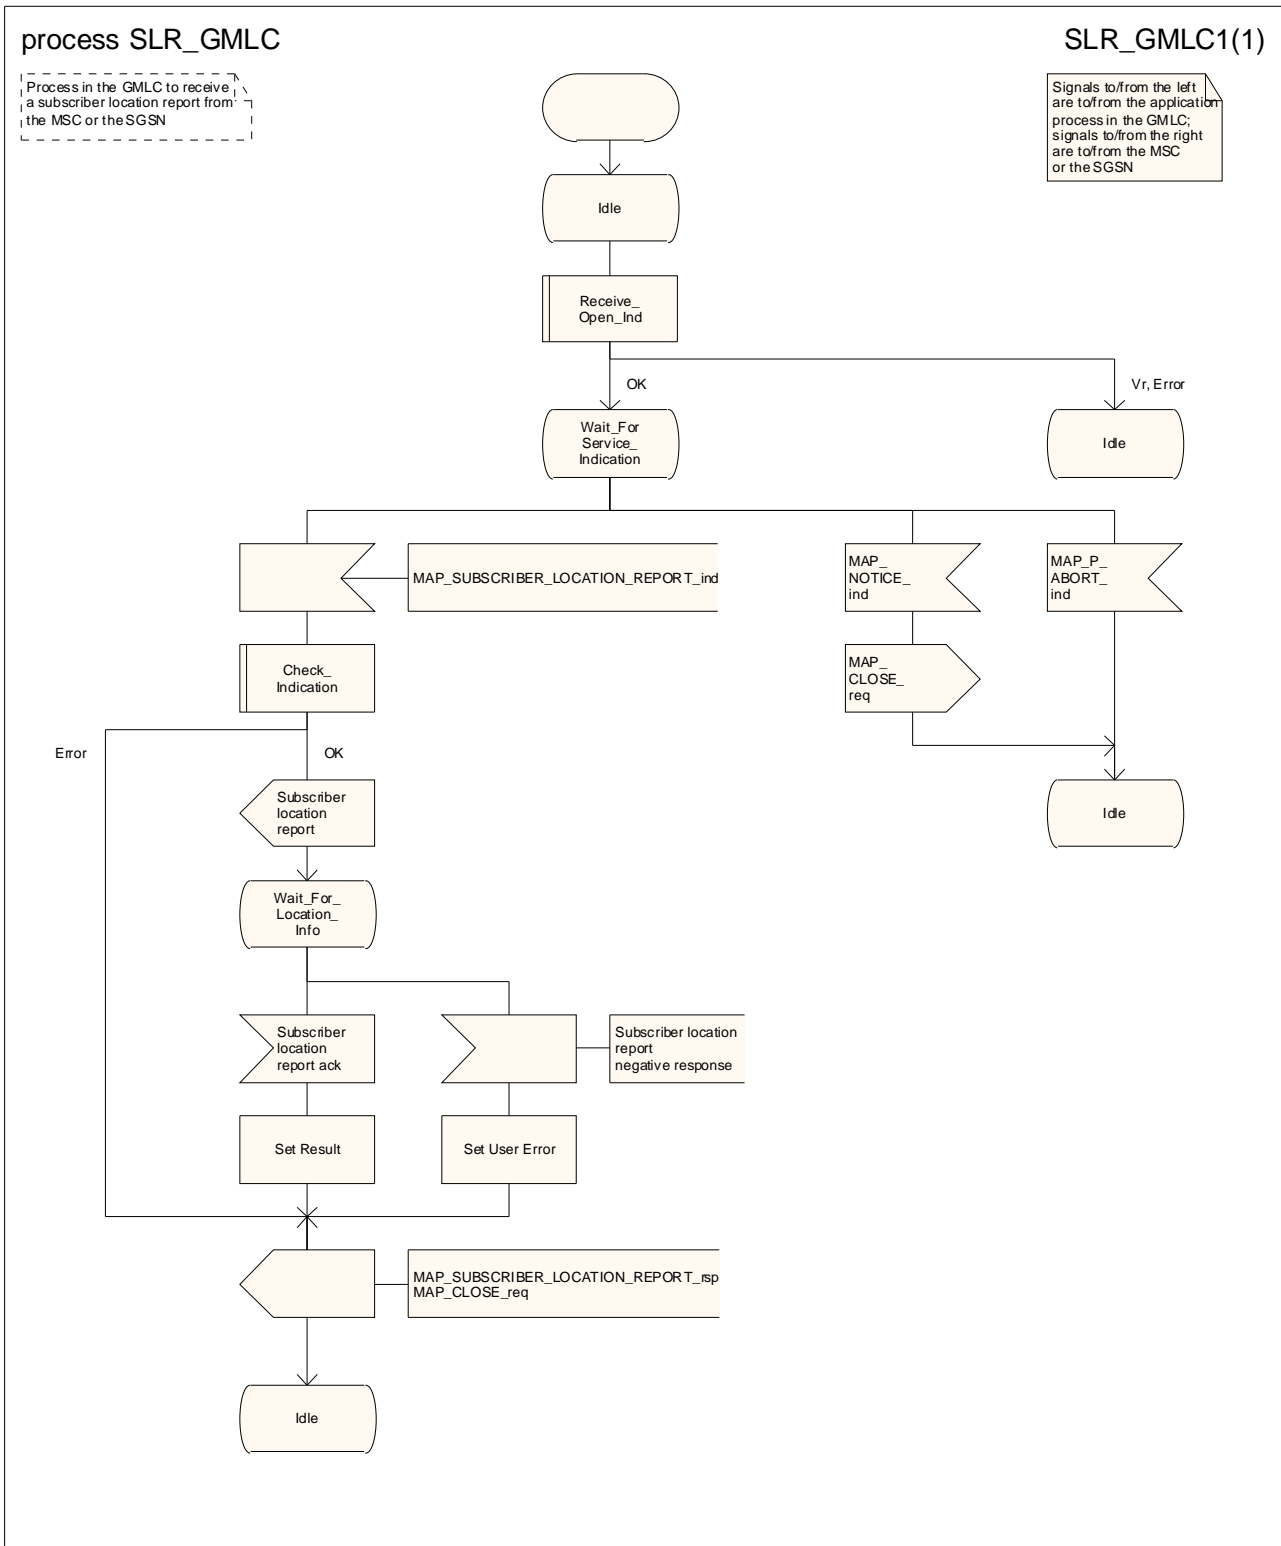 process SLR_GMLC
SLR_GMLC1(1)
Process in the GMLC to receive
a subscriber location report from
the MSC or the SGSN
Signals to/from the left
are to/from the application
process in the GMLC;
signals to/from the right
are to/from the MSC
or the SGSN
Idle
Receive_
Open_Ind
OK
Vr, Error
Wait_For
Service_
Indication
Idle
MAP_SUBSCRIBER_LOCATION_REPORT_ind
MAP_
NOTICE_
ind
MAP_P_
ABORT_
ind
Check_
Indication
MAP_
CLOSE_
req
Error
OK
Subscriber
location
report
Idle
Wait_For_
Location_
Info
Subscriber
location
report ack
Subscriber location
report
negative response
Set Result
Set User Error
MAP_SUBSCRIBER_LOCATION_REPORT_rsp
MAP_CLOSE_req
Idle